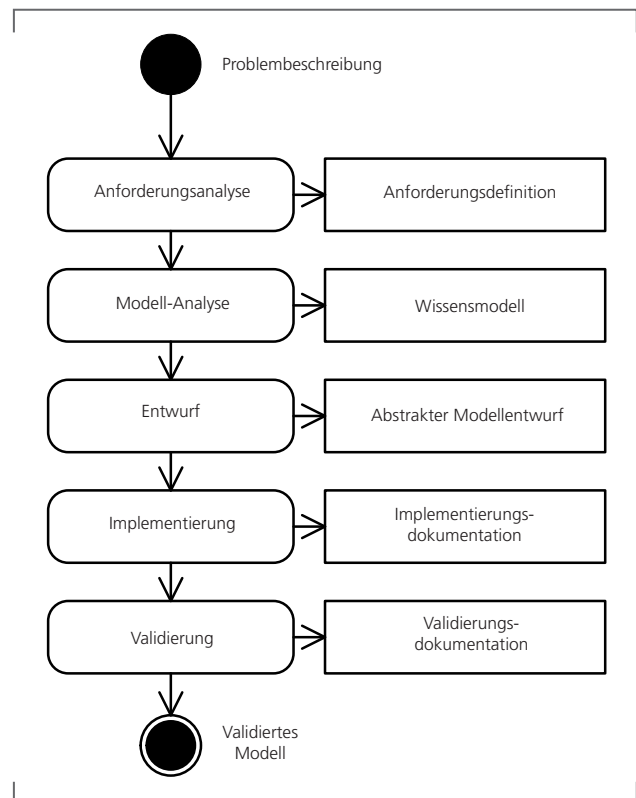 Problembeschreibung
Anforderungsanalyse
Anforderungsdefinition
Modell-Analyse
Wissensmodell
Entwurf
Abstrakter Modellentwurf
Implementierung
Implementierungs-
dokumentation
Validierung
Validierungs-
dokumentation
Validiertes
Modell